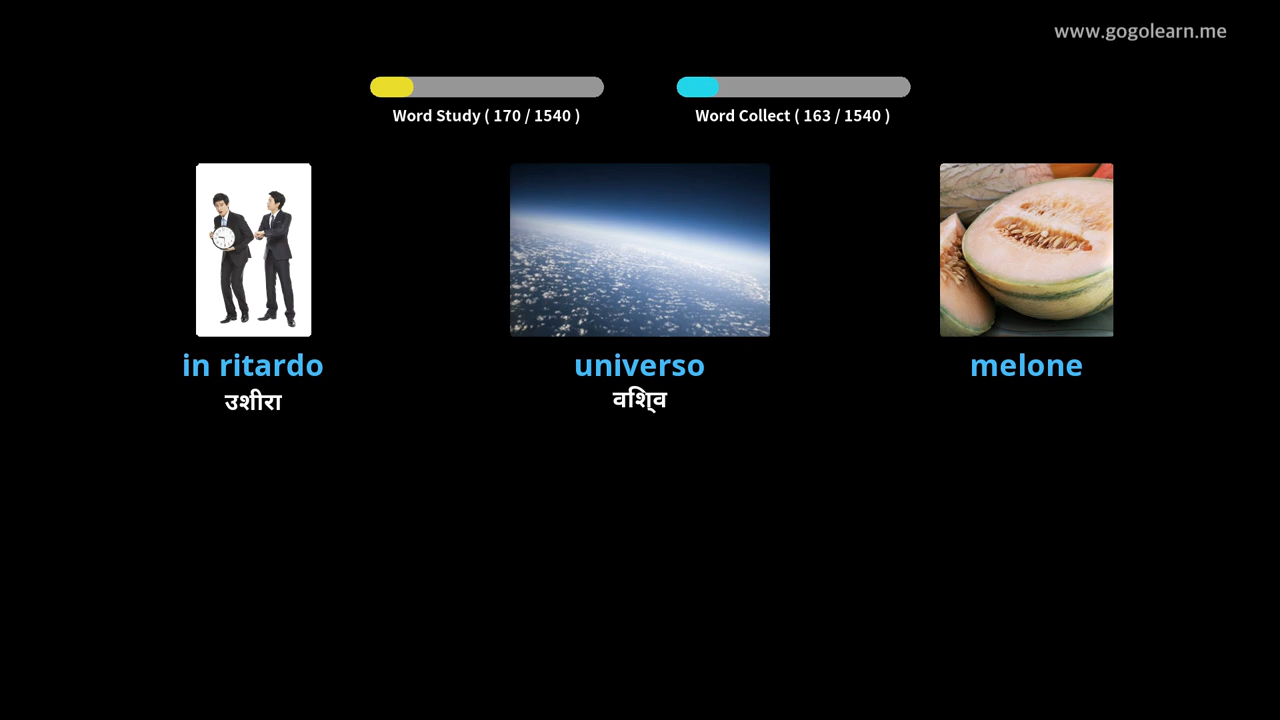 www.gogolearn.me
Word Study ( 170 / 1540 )
Word Collect ( 163 / 1540 )
in ritardo
universo
melone
उशीरा
विश्व